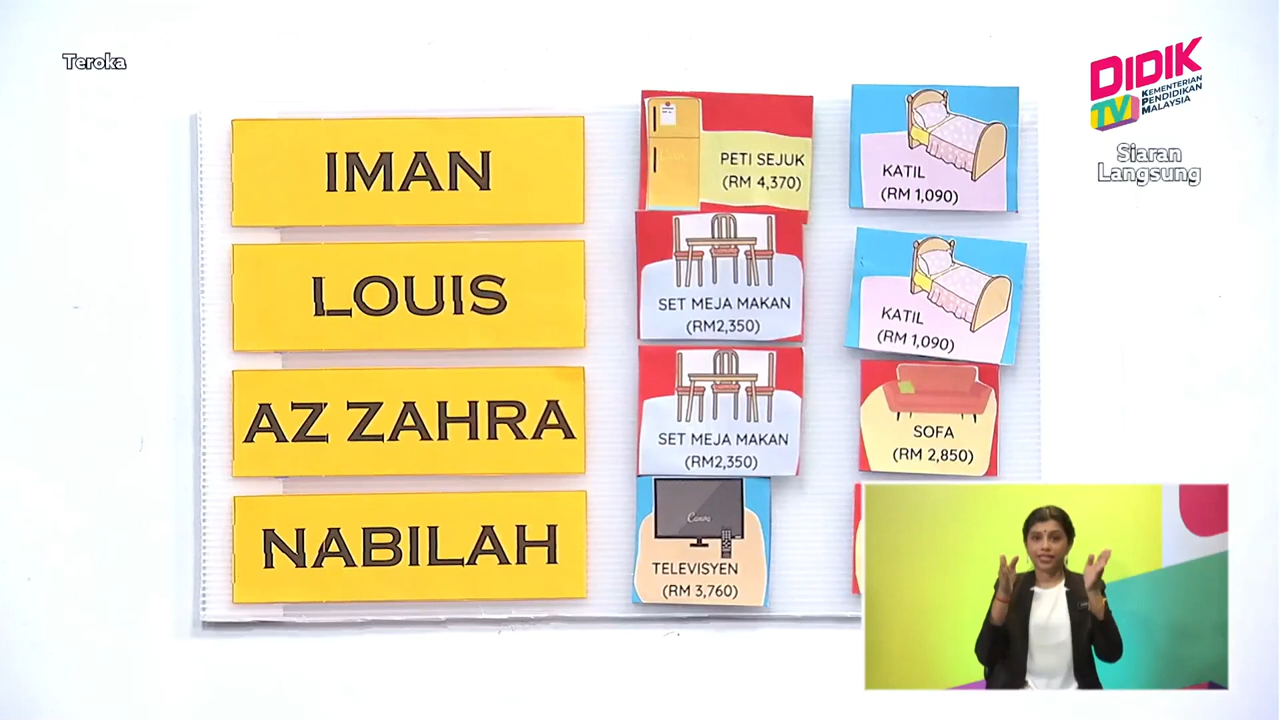 Teroka
DIDIK
TV
KEMENTERIAN
PENDIDIKAN
MALAYSIA
Siaran
Langsung
IMAN
PETI SEJUK
(RM 4,370)
KATIL
(RM 1,090)
LOUIS
SET MEJA MAKAN
(RM2,350)
KATIL
(RM 1,090)
AZ ZAHRA
SET MEJA MAKAN
(RM2,350)
SOFA
(RM 2,850)
NABILAH
Canva
TELEVISYEN
(RM 3,760)